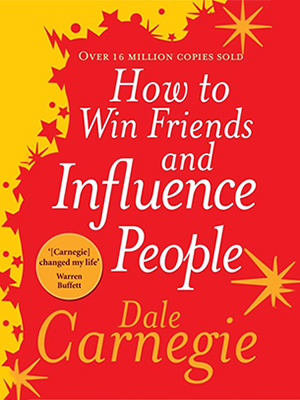 OVER 16 MILLION COPIES SOLD
How to
Win Friends
and
Influence
People
'[Carnegie]
changed my life'
Warren
Buffett
Dale
Carnegie